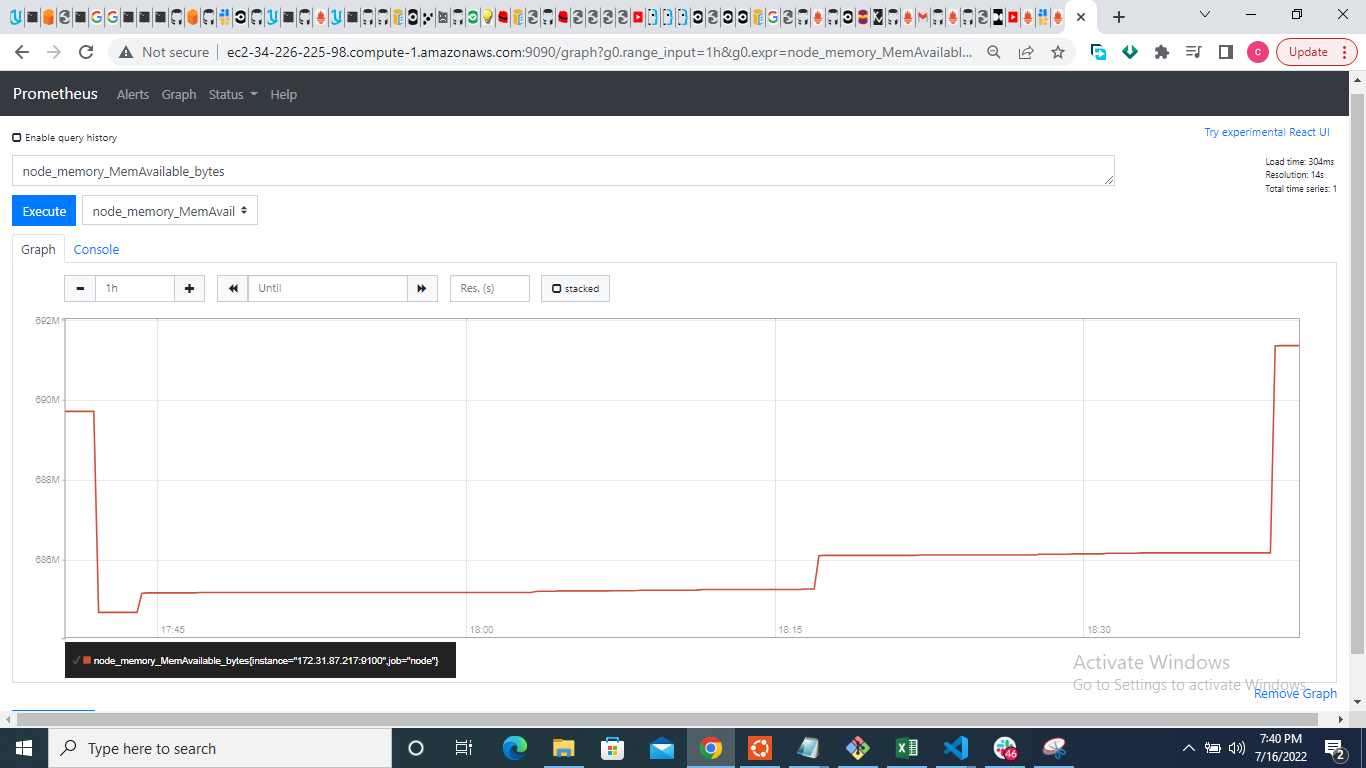 Not secure
ec2-34-226-225-98.compute-1.amazonaws.com:9090/graph?g0.range_input=1h&g0.expr=node_memory_MemAvailabl...
c
Update
Prometheus Alerts Graph Status Help
Enable query history
Try experimental React UI
node_memory_MemAvailable_bytes
Load time: 304ms
Resolution: 14s
Total time series: 1
Execute
node_memory_MemAvail
Graph
Console
1h
Until
Res. (s)
stacked
692M
690M
688M
686M
17:45
18:00
18:15
18:30
node_memory_MemAvailable_bytes{instance="172.31.87.217:9100",job="node"}
Activate Windows
Go to Settings to activate Windows.
Remove Graph
Type here to search
46
7:40 PM
7/16/2022
2